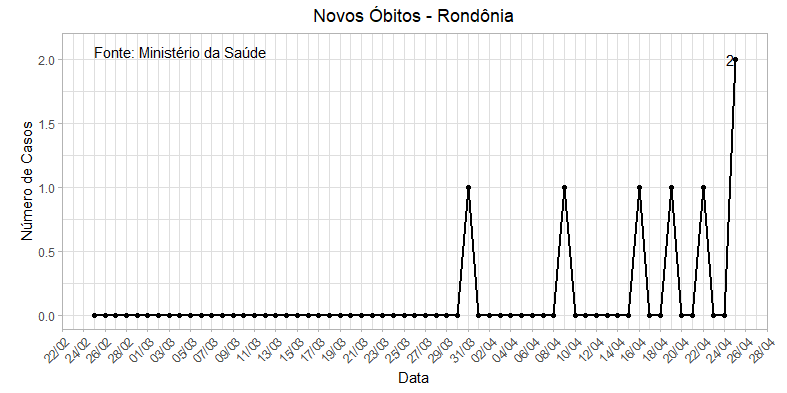 Novos Óbitos - Rondônia
Fonte: Ministério da Saúde
2
Número de Casos
2.0
1.5
1.0
0.5
0.0
22/02 24/02 26/02 28/02 01/03 03/03 05/03 07/03 09/03 11/03 13/03 15/03 17/03 19/03 21/03 23/03 25/03 27/03 29/03 31/03 02/04 04/04 06/04 08/04 10/04 12/04 14/04 16/04 18/04 20/04 22/04 24/04 26/04 28/04
Data